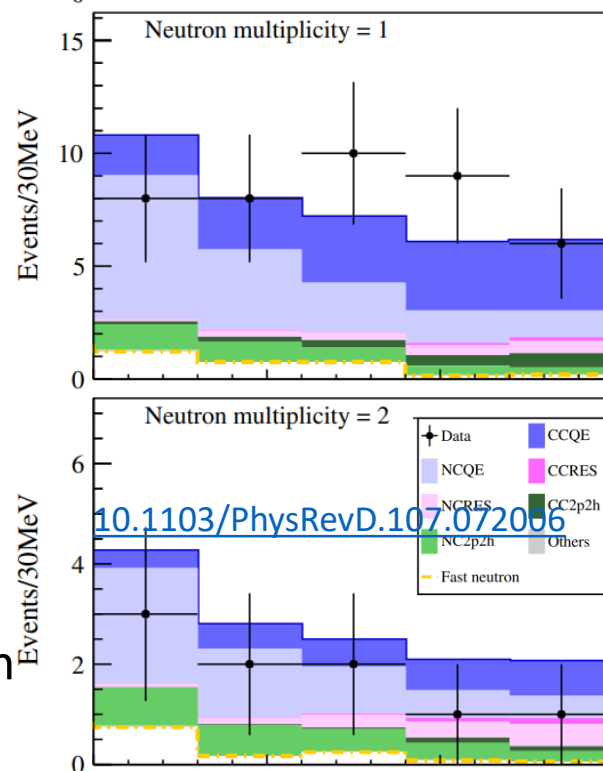 Neutron multiplicity = 1
15
10
5
0
Events/30MeV
Neutron multiplicity = 2
6
4
2
0
Events/30MeV
Data
CCQE
NCQE
CCRES
NCRES
CC2p2h
NC2p2h
Others
Fast neutron
10.1103/PhysRevD.107.072006